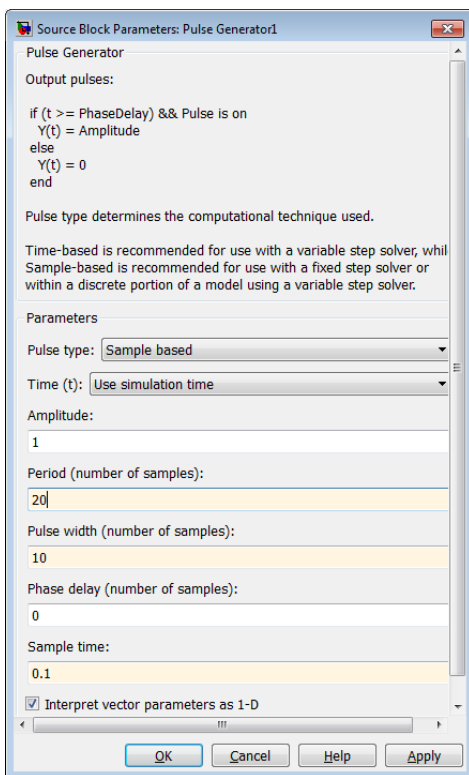 Source Block Parameters: Pulse Generator1
Pulse Generator
Output pulses:
if (t >= PhaseDelay) && Pulse is on
Y(t) = Amplitude
else
Y(t) = 0
end
Pulse type determines the computational technique used.
Time-based is recommended for use with a variable step solver, whil
Sample-based is recommended for use with a fixed step solver or
within a discrete portion of a model using a variable step solver.
Parameters
Pulse type: Sample based
Time (t): Use simulation time
Amplitude:
1
Period (number of samples):
20
Pulse width (number of samples):
10
Phase delay (number of samples):
0
Sample time:
0.1
Interpret vector parameters as 1-D
OK Cancel Help Apply